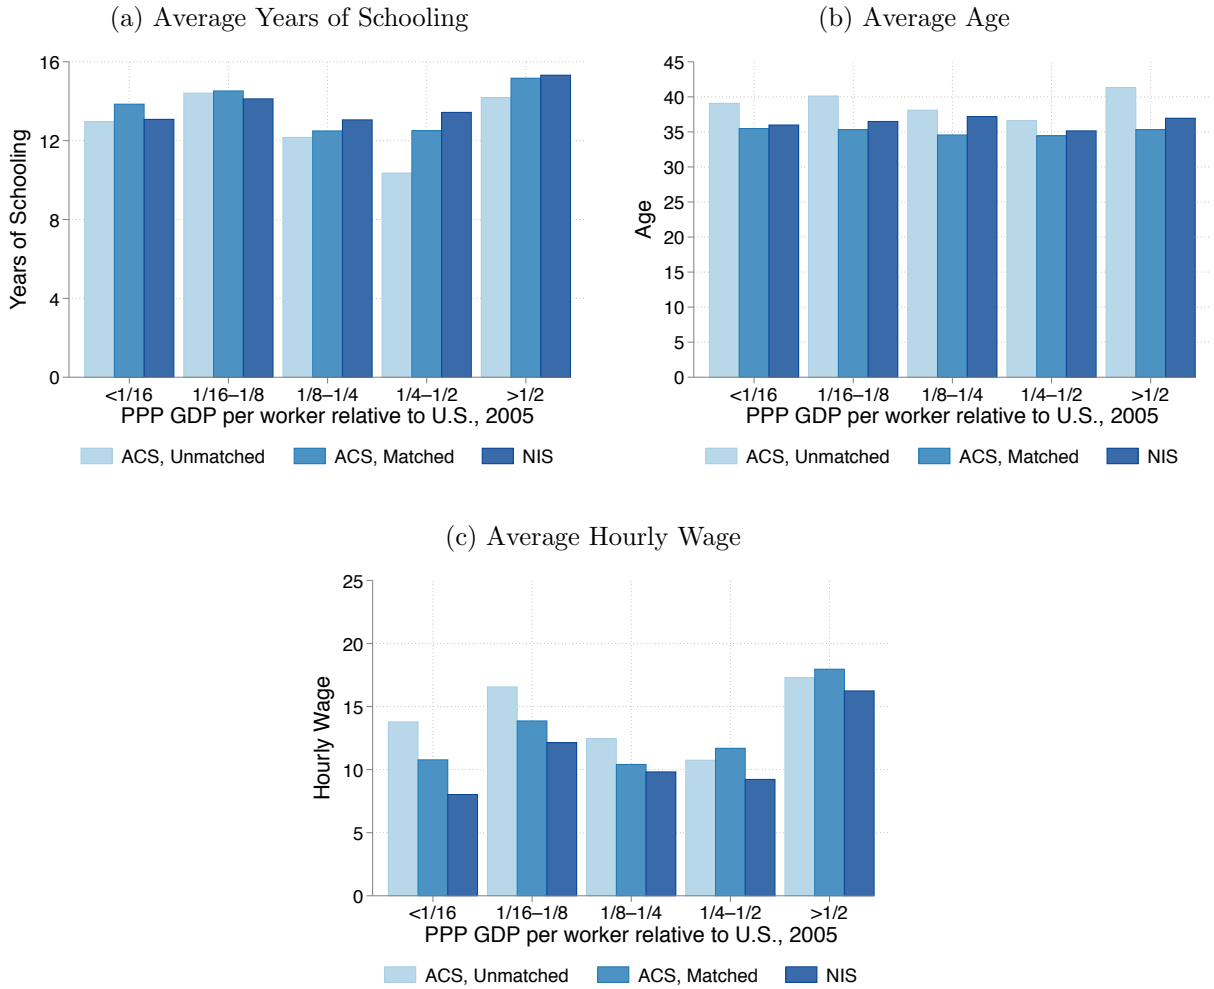 (a) Average Years of Schooling
Years of Schooling
16
12
8
4
0
<1/16 1/16–1/8 1/8–1/4 1/4–1/2 >1/2
PPP GDP per worker relative to U.S., 2005
ACS, Unmatched ACS, Matched NIS
(b) Average Age
Age
45
40
35
30
25
20
15
10
5
0
<1/16 1/16–1/8 1/8–1/4 1/4–1/2 >1/2
PPP GDP per worker relative to U.S., 2005
ACS, Unmatched ACS, Matched NIS
(c) Average Hourly Wage
Hourly Wage
25
20
15
10
5
0
<1/16 1/16–1/8 1/8–1/4 1/4–1/2 >1/2
PPP GDP per worker relative to U.S., 2005
ACS, Unmatched ACS, Matched NIS